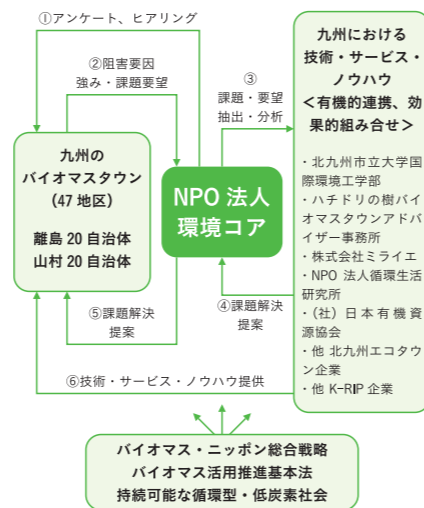 ①アンケート、ヒアリング
②阻害要因
強み・課題要望
③
課題・要望
抽出・分析
九州における
技術・サービス・
ノウハウ
＜有機的連携、効
果的組み合せ＞
・北九州市立大学国
際環境工学部
・ハチドリの樹バイ
オマスタウンアドバ
イザー事務所
・株式会社ミライエ
・NPO 法人循環生活
研究所
・(社) 日本有機資
源協会
・他 北九州エコタウ
ン企業
・他 K-RIP 企業
九州の
バイオマスタウン
(47 地区)
離島 20 自治体
山村 20 自治体
NPO 法人
環境コア
⑤課題解決
提案
④課題解決
提案
⑥技術・サービス・ノウハウ提供
バイオマス・ニッポン総合戦略
バイオマス活用推進基本法
持続可能な循環型・低炭素社会